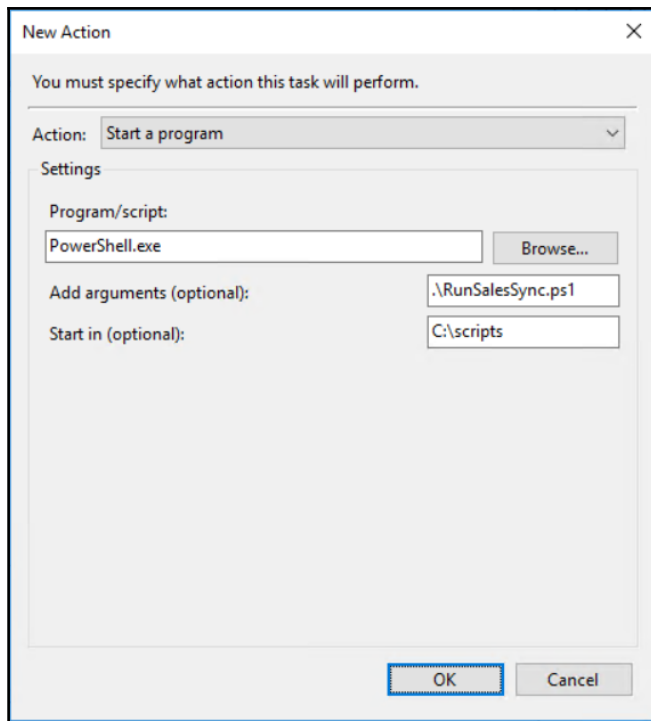 New Action
You must specify what action this task will perform.
Action: Start a program
Settings
Program/script:
PowerShell.exe Browse...
Add arguments (optional): .\RunSalesSync.ps1
Start in (optional): C:\scripts
OK Cancel